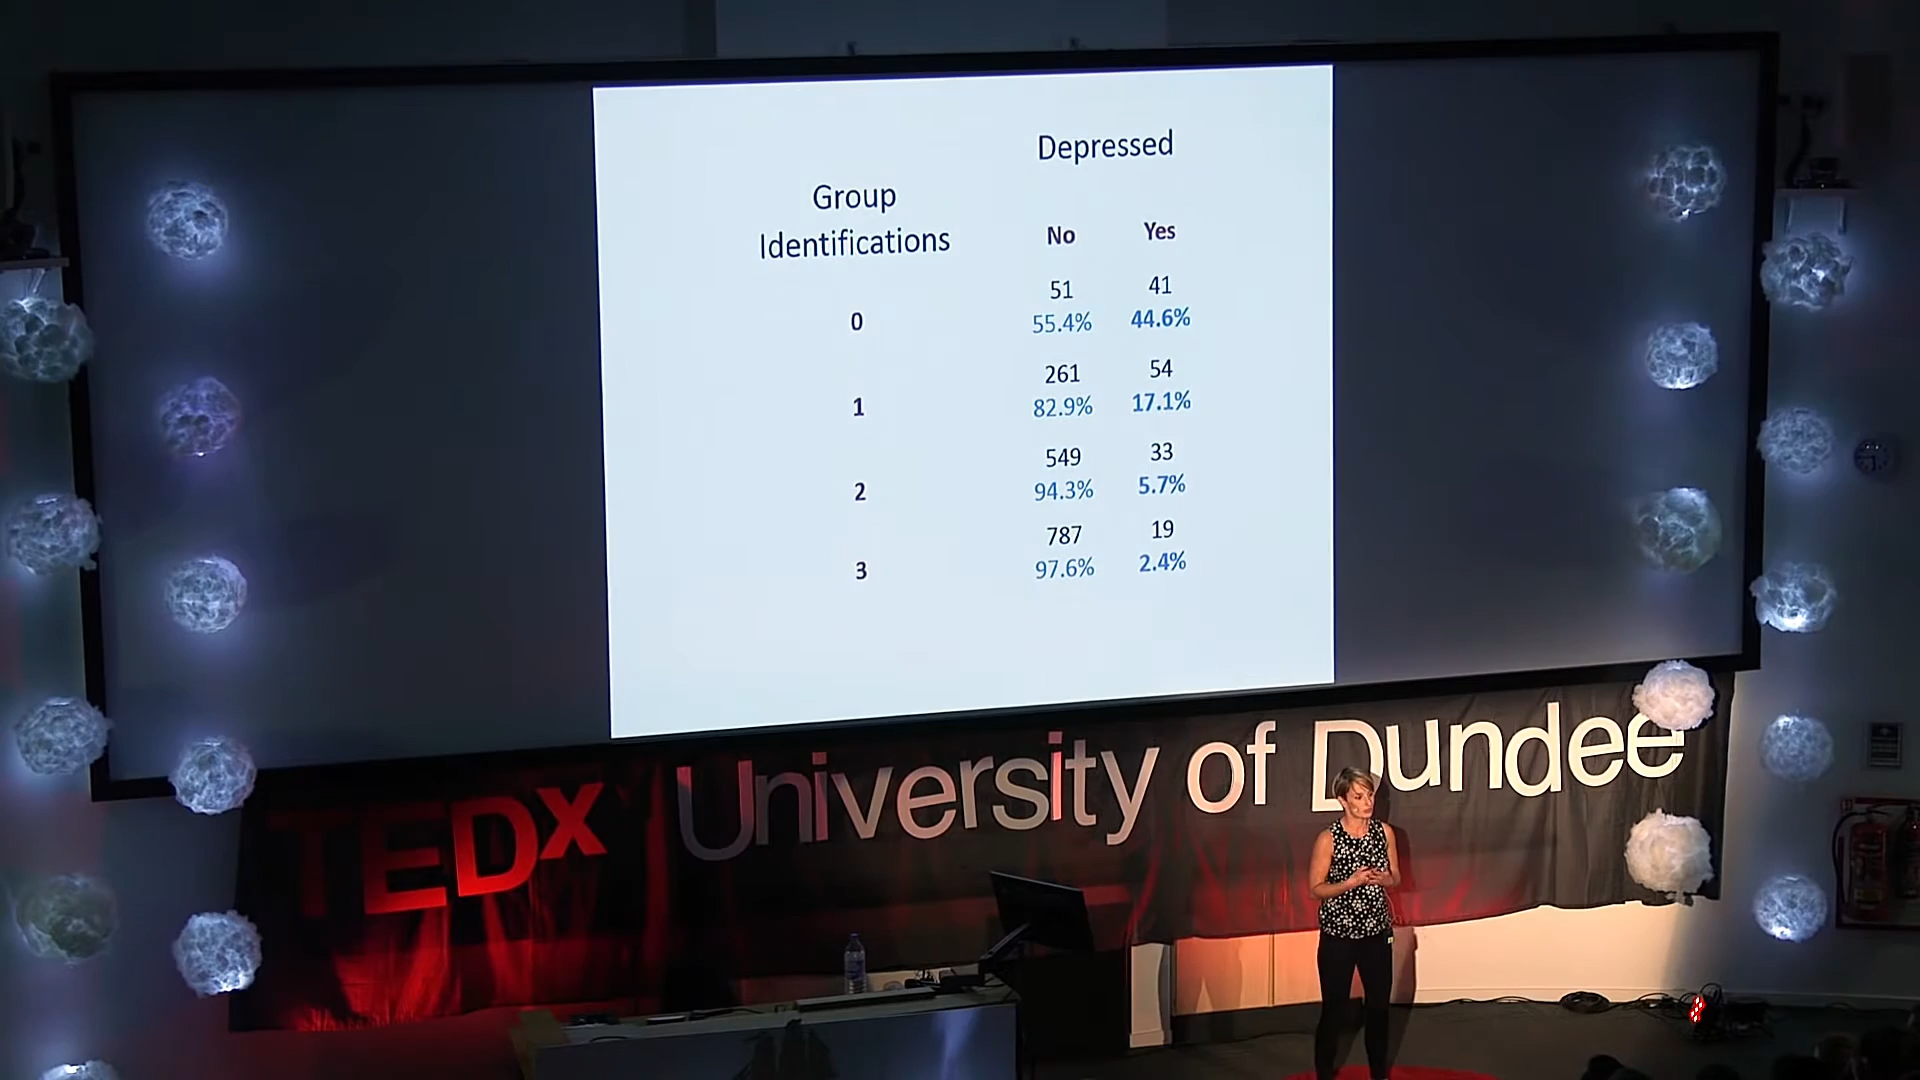 Depressed
Group
Identifications
No Yes
51 41
0 55.4% 44.6%
261 54
1 82.9% 17.1%
549 33
2 94.3% 5.7%
787 19
3 97.6% 2.4%
TEDx University of Dundee